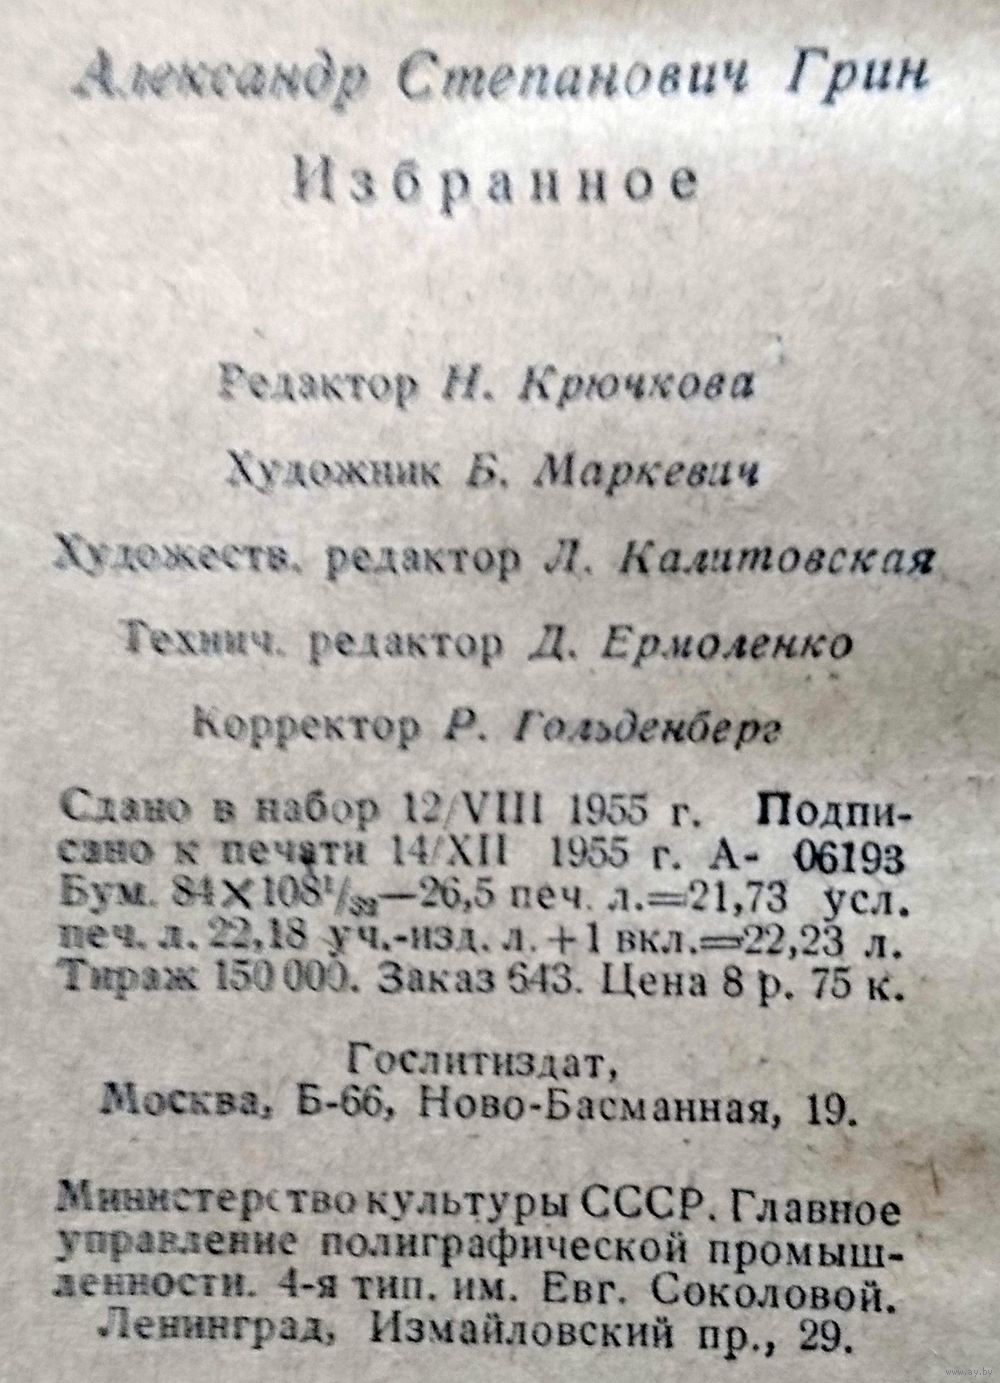 Александр Степанович Грин
Избранное
Редактор Н. Крючкова
Художник Б. Маркевич
Художеств. редактор Л. Калитовская
Технич. редактор Д. Ермоленко
Корректор Р. Гольденберг
Сдано в набор 12/VIII 1955 г. Подпи-
сано к печати 14/XII 1955 г. А- 06193
Бум. 84×108¹/₃₂—26,5 печ. л.=21,73 усл.
печ. л. 22,18 уч.-изд. л. +1 вкл.=22,23 л.
Тираж 150 000. Заказ 643. Цена 8 р. 75 к.
Гослитиздат,
Москва, Б-66, Ново-Басманная, 19.
Министерство культуры СССР. Главное
управление полиграфической промыш-
ленности. 4-я тип. им. Евг. Соколовой.
Ленинград, Измайловский пр., 29.
www.ay.by